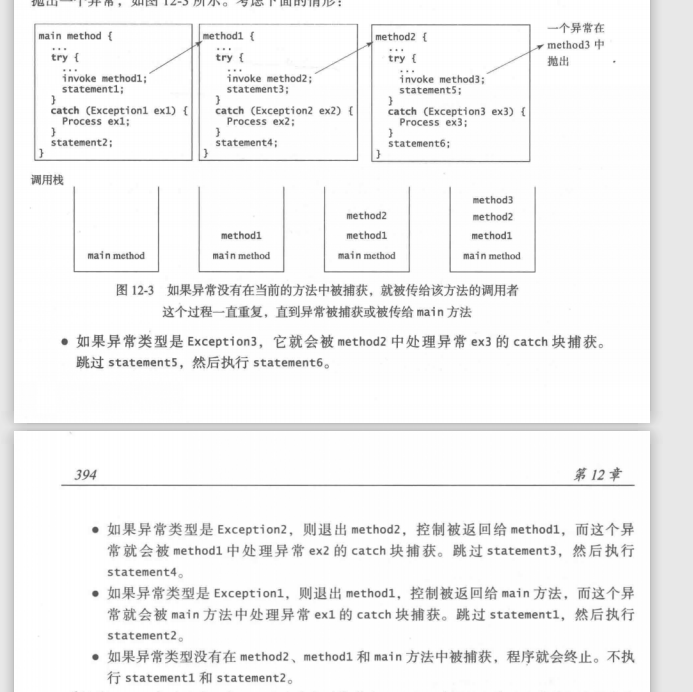 抛出一个异常，如图 12-3 所示。考虑下面的情形：
main method {
...
try {
...
invoke method1;
statement1;
}
catch (Exception1 ex1) {
Process ex1;
}
statement2;
}
method1 {
...
try {
...
invoke method2;
statement3;
}
catch (Exception2 ex2) {
Process ex2;
}
statement4;
}
method2 {
...
try {
...
invoke method3;
statement5;
}
catch (Exception3 ex3) {
Process ex3;
}
statement6;
}
一个异常在
method3 中
抛出
调用栈
main method
method1
main method
method2
method1
main method
method3
method2
method1
main method
图 12-3 如果异常没有在当前的方法中被捕获，就被传给该方法的调用者
这个过程一直重复，直到异常被捕获或被传给 main 方法
● 如果异常类型是 Exception3，它就会被 method2 中处理异常 ex3 的 catch 块捕获。
跳过 statement5，然后执行 statement6。
394 第 12 章
● 如果异常类型是 Exception2，则退出 method2，控制被返回给 method1，而这个异
常就会被 method1 中处理异常 ex2 的 catch 块捕获。跳过 statement3，然后执行
statement4。
● 如果异常类型是 Exception1，则退出 method1，控制被返回给 main 方法，而这个异
常就会被 main 方法中处理异常 ex1 的 catch 块捕获。跳过 statement1，然后执行
statement2。
● 如果异常类型没有在 method2、method1 和 main 方法中被捕获，程序就会终止。不执
行 statement1 和 statement2。